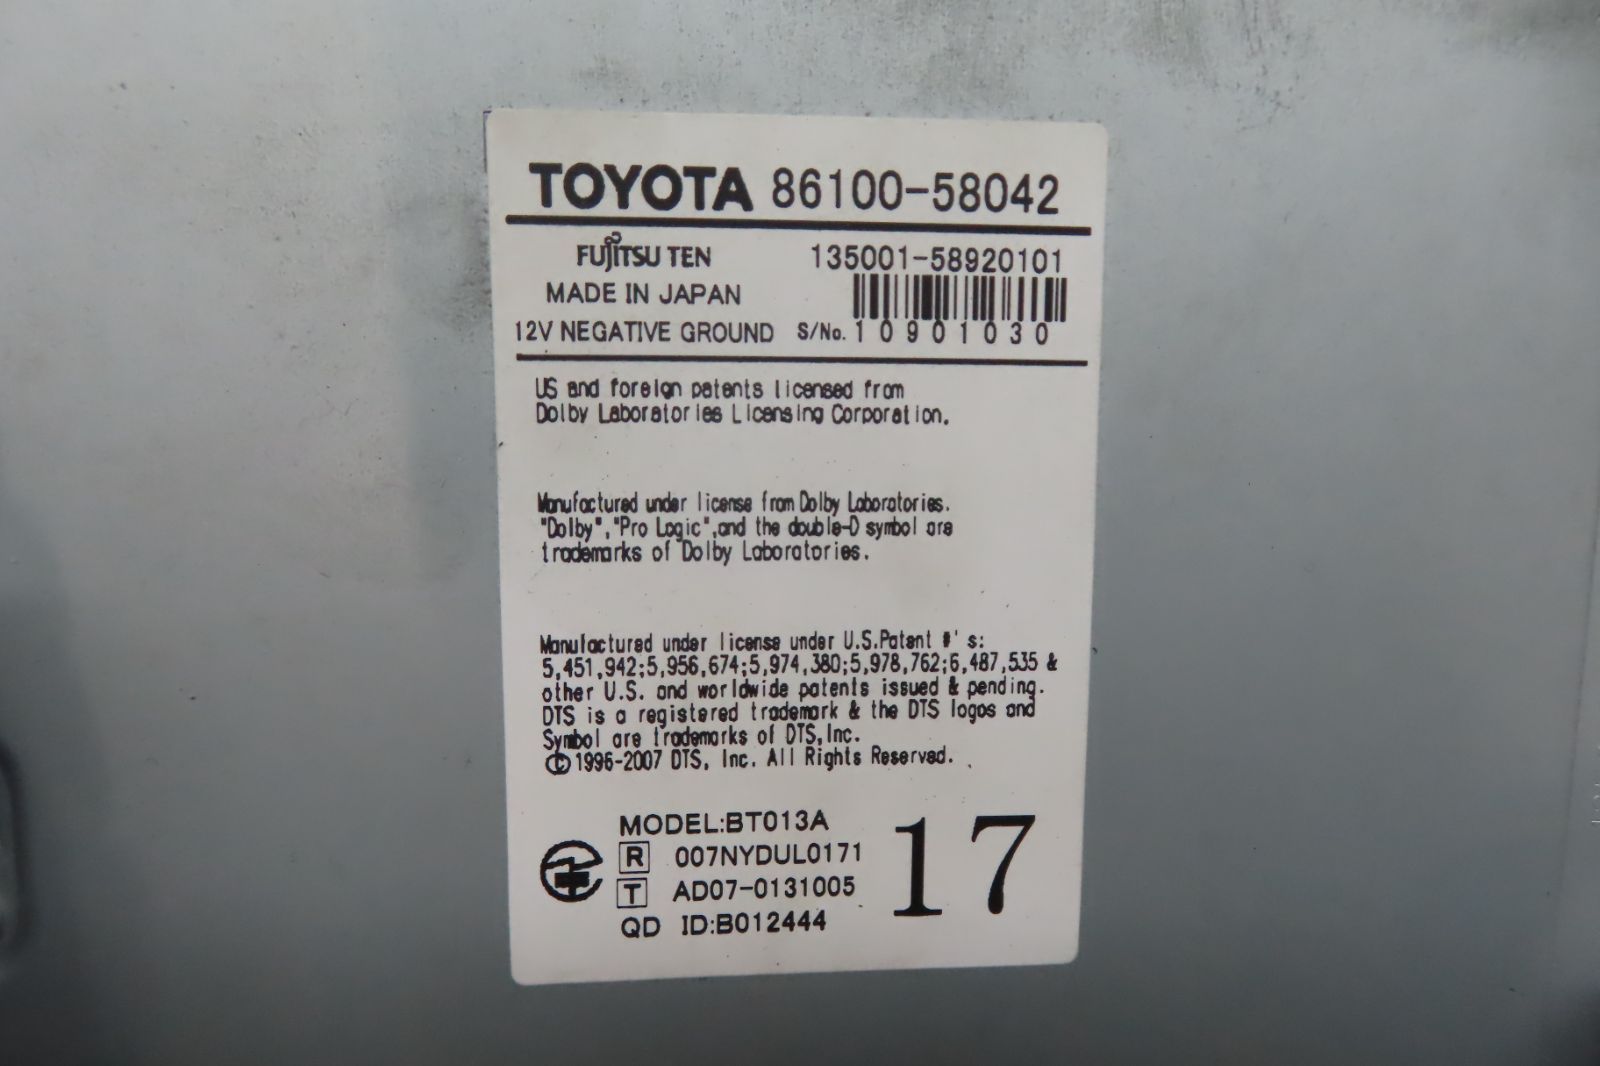 TOYOTA 86100-58042
FUJITSU TEN 135001-58920101
MADE IN JAPAN
12V NEGATIVE GROUND S/No. 10901030
US and foreign patents licensed from
Dolby Laboratories Licensing Corporation.
Manufactured under license from Dolby Laboratories.
"Dolby","Pro Logic",and the double-D symbol are
trademarks of Dolby Laboratories.
Manufactured under license under U.S.Patent #' s:
5,451,942;5,956,674;5,974,380;5,978,762;6,487,535 &
other U.S. and worldwide patents issued & pending.
DTS is a registered trademark & the DTS logos and
Symbol are trademarks of DTS,Inc.
©1996-2007 DTS, Inc. All Rights Reserved.
MODEL:BT013A
R 007NYDUL0171
T AD07-0131005
QD ID:B012444
17